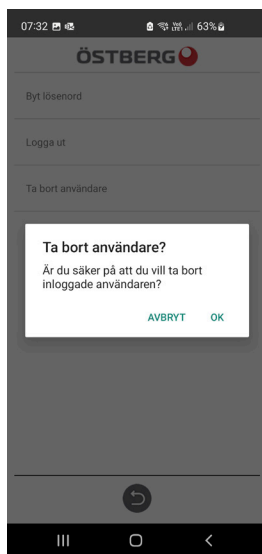 07:32
63%
ÖSTBERG
Byt lösenord
Logga ut
Ta bort användare
Ta bort användare?
Är du säker på att du vill ta bort
inloggade användaren?
AVBRYT OK